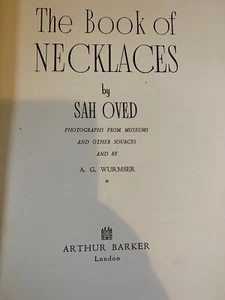 The Book of
NECKLACES
by
SAH OVED
PHOTOGRAPHS FROM MUSEUMS
AND OTHER SOURCES
AND BY
A. G. WURMSER
ARTHUR BARKER
London